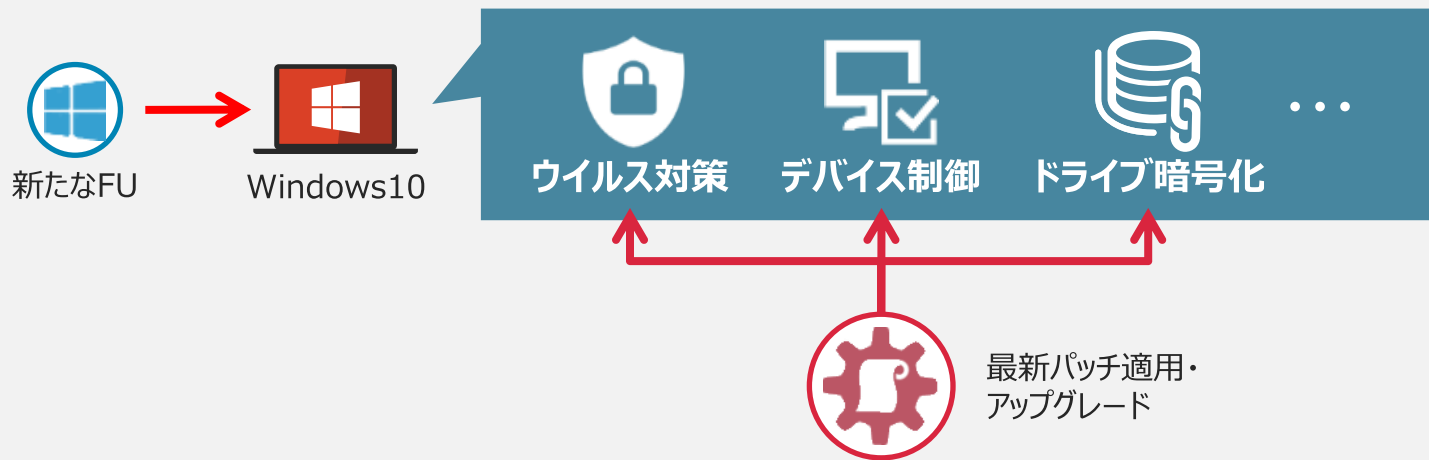 新たなFU
Windows10
ウイルス対策
デバイス制御
ドライブ暗号化
・・・
最新パッチ適用・
アップグレード